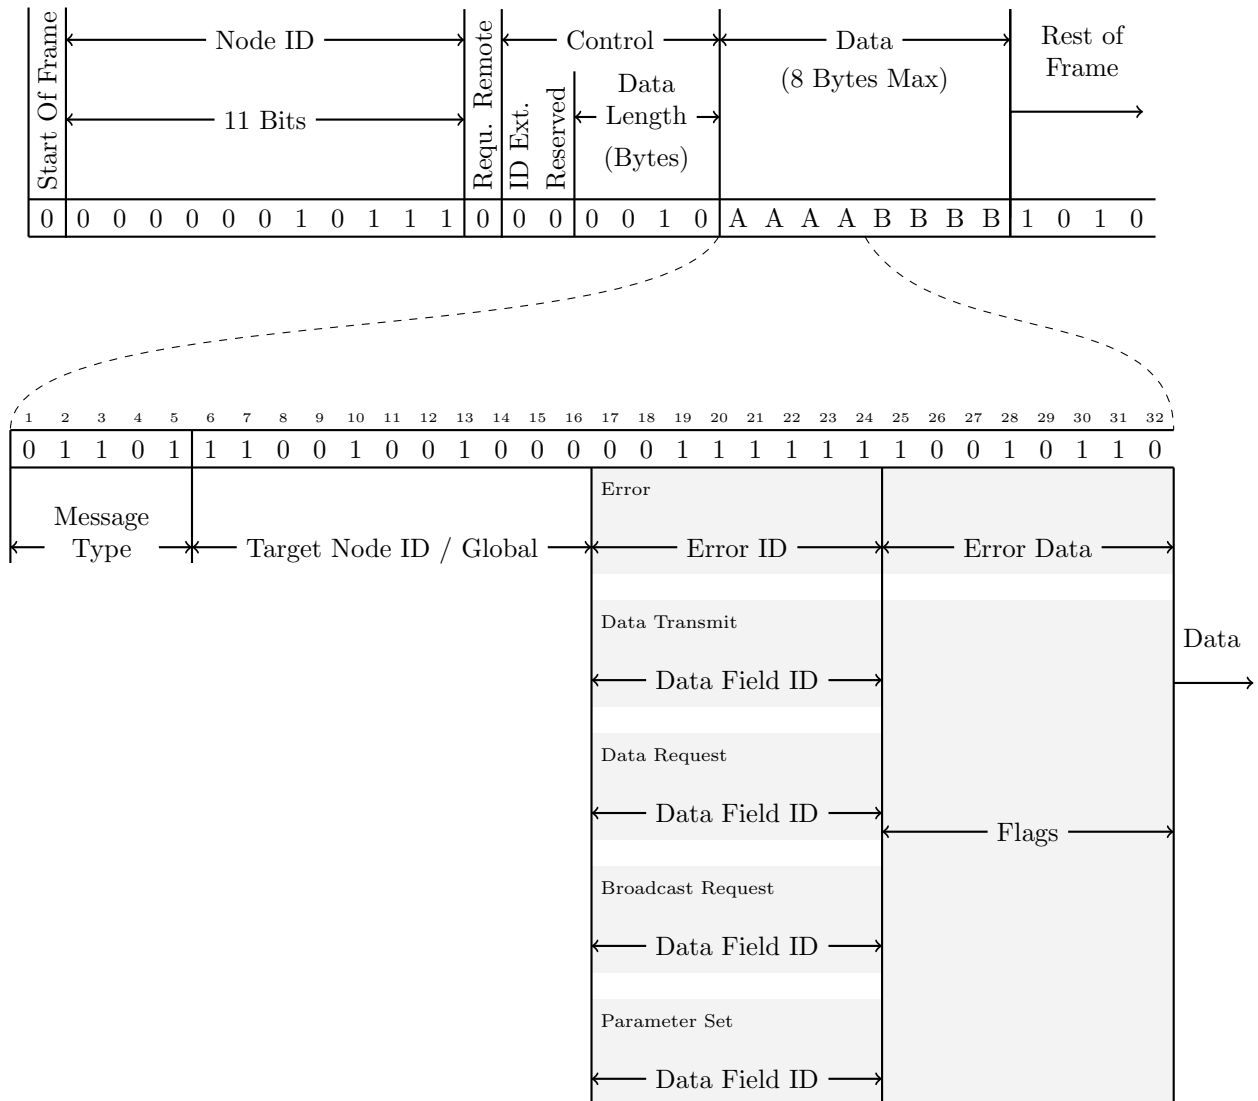 Start Of Frame
Node ID
11 Bits
Requ. Remote
Control
ID Ext.
Reserved
Data
Length
(Bytes)
Data
(8 Bytes Max)
Rest of
Frame
0 0 0 0 0 0 0 1 0 1 1 1 0 0 0 0 0 1 0 A A A A B B B B 1 0 1 0
1 2 3 4 5 6 7 8 9 10 11 12 13 14 15 16 17 18 19 20 21 22 23 24 25 26 27 28 29 30 31 32
0 1 1 0 1 1 1 0 0 1 0 0 1 0 0 0 0 0 1 1 1 1 1 1 1 0 0 1 0 1 1 0
Message
Type
Target Node ID / Global
Error
Error ID
Error Data
Data Transmit
Data Field ID
Data
Data Request
Data Field ID
Flags
Broadcast Request
Data Field ID
Parameter Set
Data Field ID